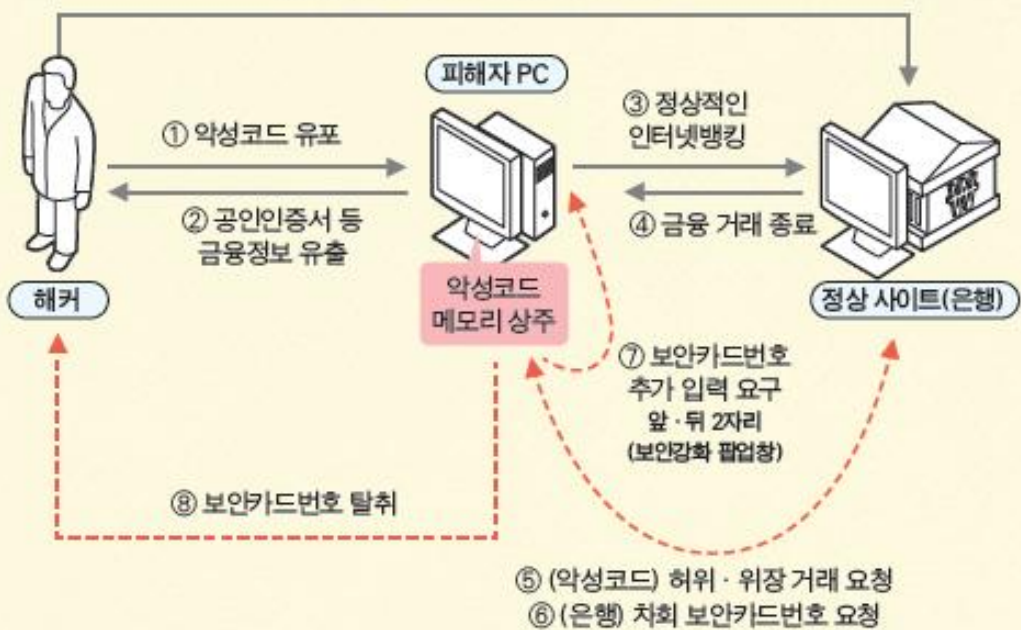 피해자 PC
① 악성코드 유포
② 공인인증서 등
금융정보 유출
③ 정상적인
인터넷뱅킹
④ 금융 거래 종료
해커
악성코드
메모리 상주
정상 사이트(은행)
⑦ 보안카드번호
추가 입력 요구
앞 · 뒤 2자리
(보안강화 팝업창)
⑧ 보안카드번호 탈취
⑤ (악성코드) 허위 · 위장 거래 요청
⑥ (은행) 차회 보안카드번호 요청